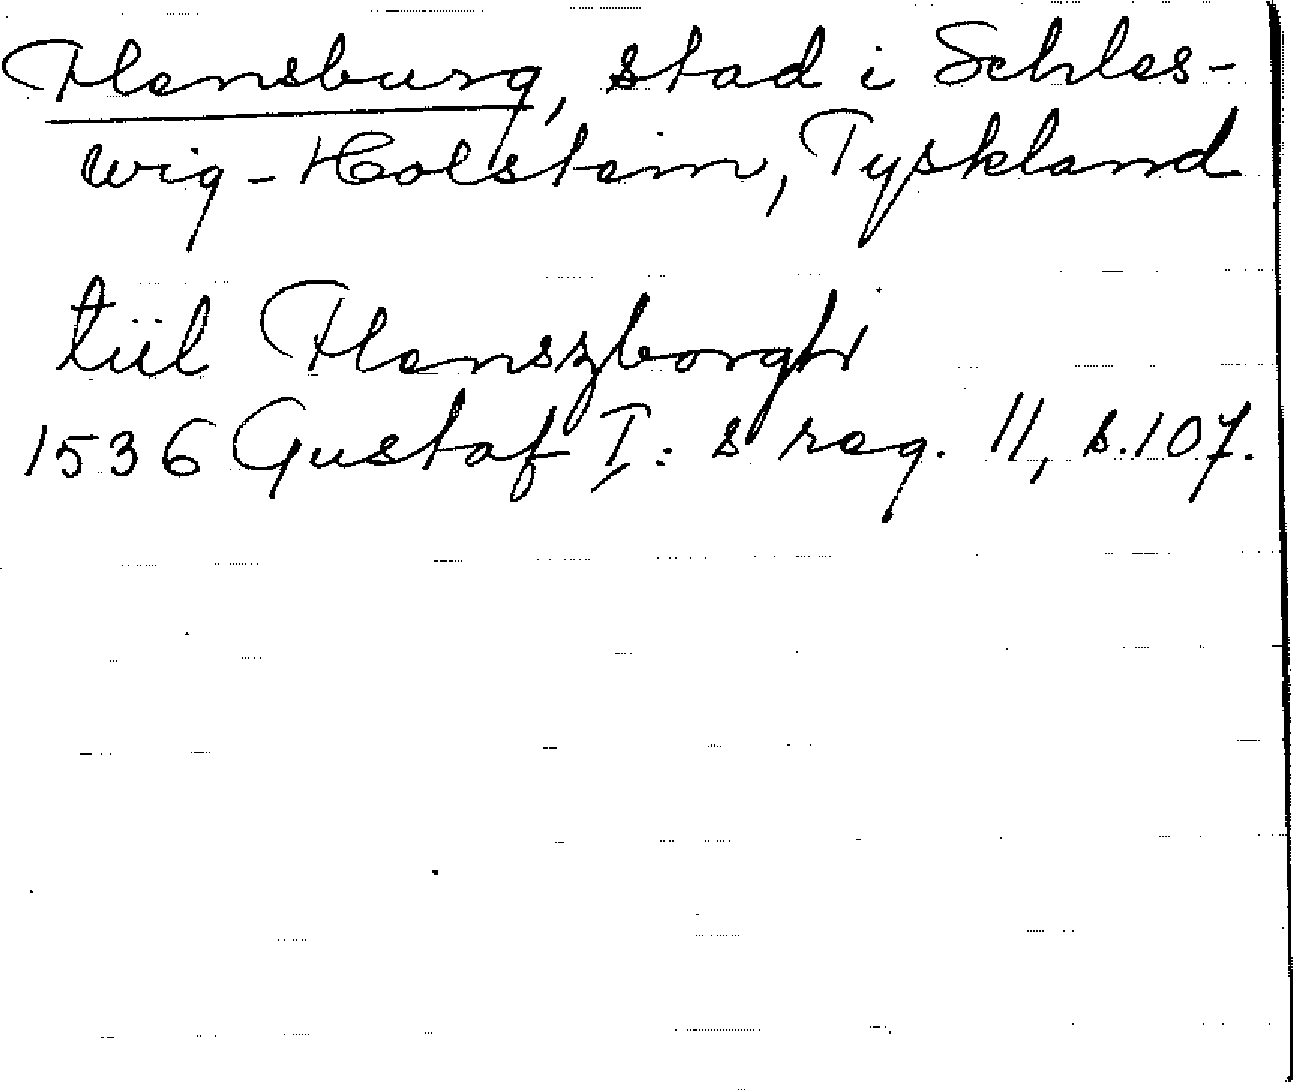 Flensburg, stad i Schles-
wig-Holstein, Tyskland
tiil Flenszborgh
1536 Gustaf I:s reg. 11, s.107.